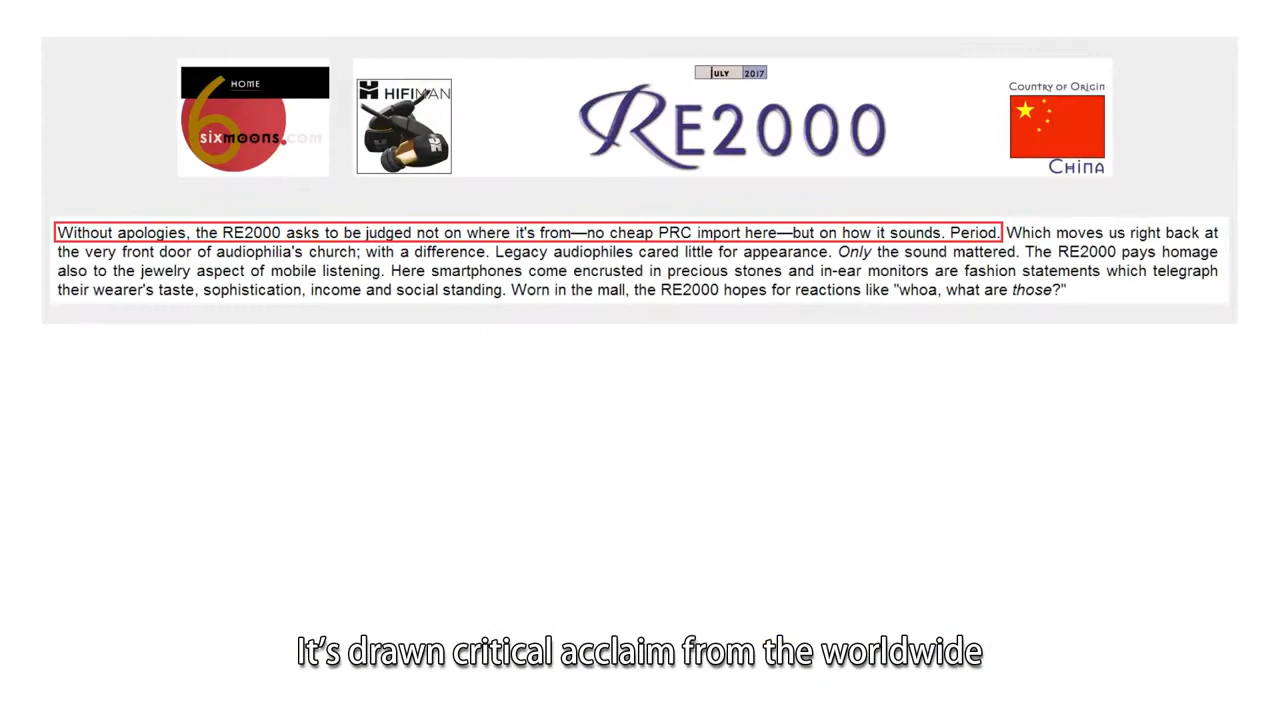 HOME
6
sixmoons.com
HIFIMAN
JULY 2017
RE2000
COUNTRY OF ORIGIN
CHINA
Without apologies, the RE2000 asks to be judged not on where it's from—no cheap PRC import here—but on how it sounds. Period. Which moves us right back at
the very front door of audiophilia's church; with a difference. Legacy audiophiles cared little for appearance. Only the sound mattered. The RE2000 pays homage
also to the jewelry aspect of mobile listening. Here smartphones come encrusted in precious stones and in-ear monitors are fashion statements which telegraph
their wearer's taste, sophistication, income and social standing. Worn in the mall, the RE2000 hopes for reactions like "whoa, what are those?"
It's drawn critical acclaim from the worldwide